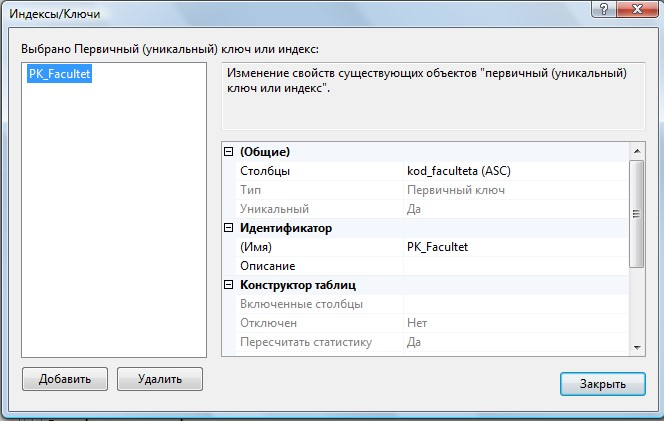 Индексы/Ключи
Выбрано Первичный (уникальный) ключ или индекс:
PK_Facultet
Изменение свойств существующих объектов "первичный (уникальный)
ключ или индекс".
(Общие)
Столбцы kod_faculteta (ASC)
Тип Первичный ключ
Уникальный Да
Идентификатор
(Имя) PK_Facultet
Описание
Конструктор таблиц
Включенные столбцы
Отключен Нет
Пересчитать статистику Да
Добавить Удалить
Закрыть